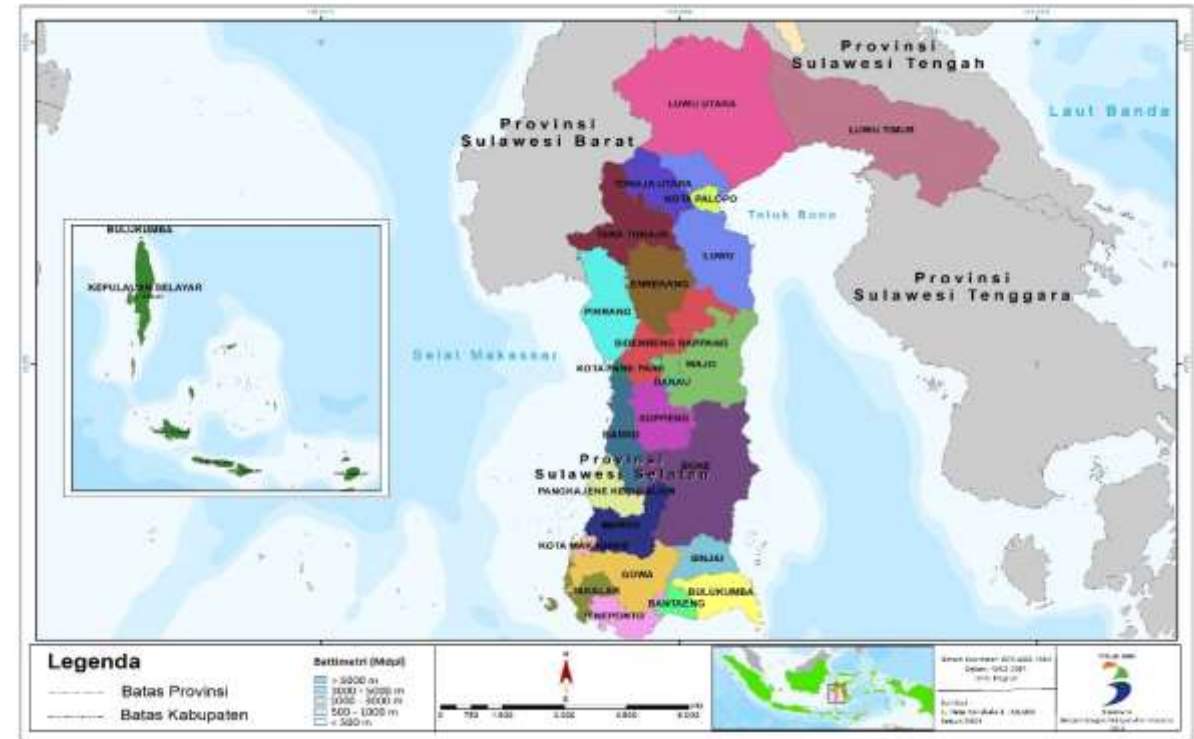 Provinsi
Sulawesi Tengah
LUWU UTARA
Laut Banda
Provinsi
Sulawesi Barat
LUWU TIMUR
TORAJA UTARA
KOTA PALOPO
Teluk Bone
BULUKUMBA
TANA TORAJA
LUWU
Provinsi
Sulawesi Tenggara
KEPULAUAN SELAYAR
ENREKANG
PINRANG
SIDENRENG RAPPANG
Selat Makassar
WAJO
KOTA PARE PARE
DANAU
SOPPENG
BARRU
Provinsi
BONE
Sulawesi Selatan
PANGKAJENE KEPULAUAN
MAROS
KOTA MAKASSAR
SINJAI
GOWA
TAKALAR
BULUKUMBA
BANTAENG
JENEPONTO
Legenda
Batas Provinsi
Batas Kabupaten
Battimetri (Mdpl)
> 5000 m
3000 - 5000 m
1000 - 3000 m
500 - 1000 m
< 500 m